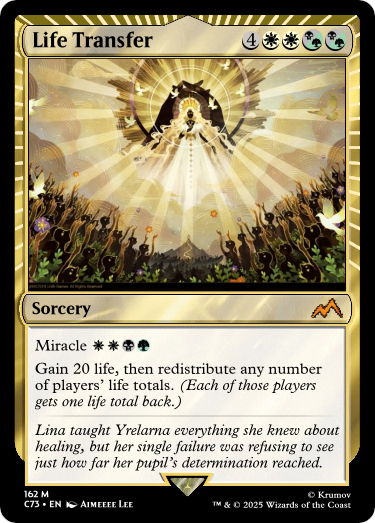 Life Transfer 4
Sorcery
Miracle
Gain 20 life, then redistribute any number
of players' life totals. (Each of those players
gets one life total back.)
Lina taught Yrelarna everything she knew about
healing, but her single failure was refusing to see
just how far her pupil's determination reached.
162 M
C73 • EN AIMEEEE LEE
© Krumov
™ & © 2025 Wizards of the Coast